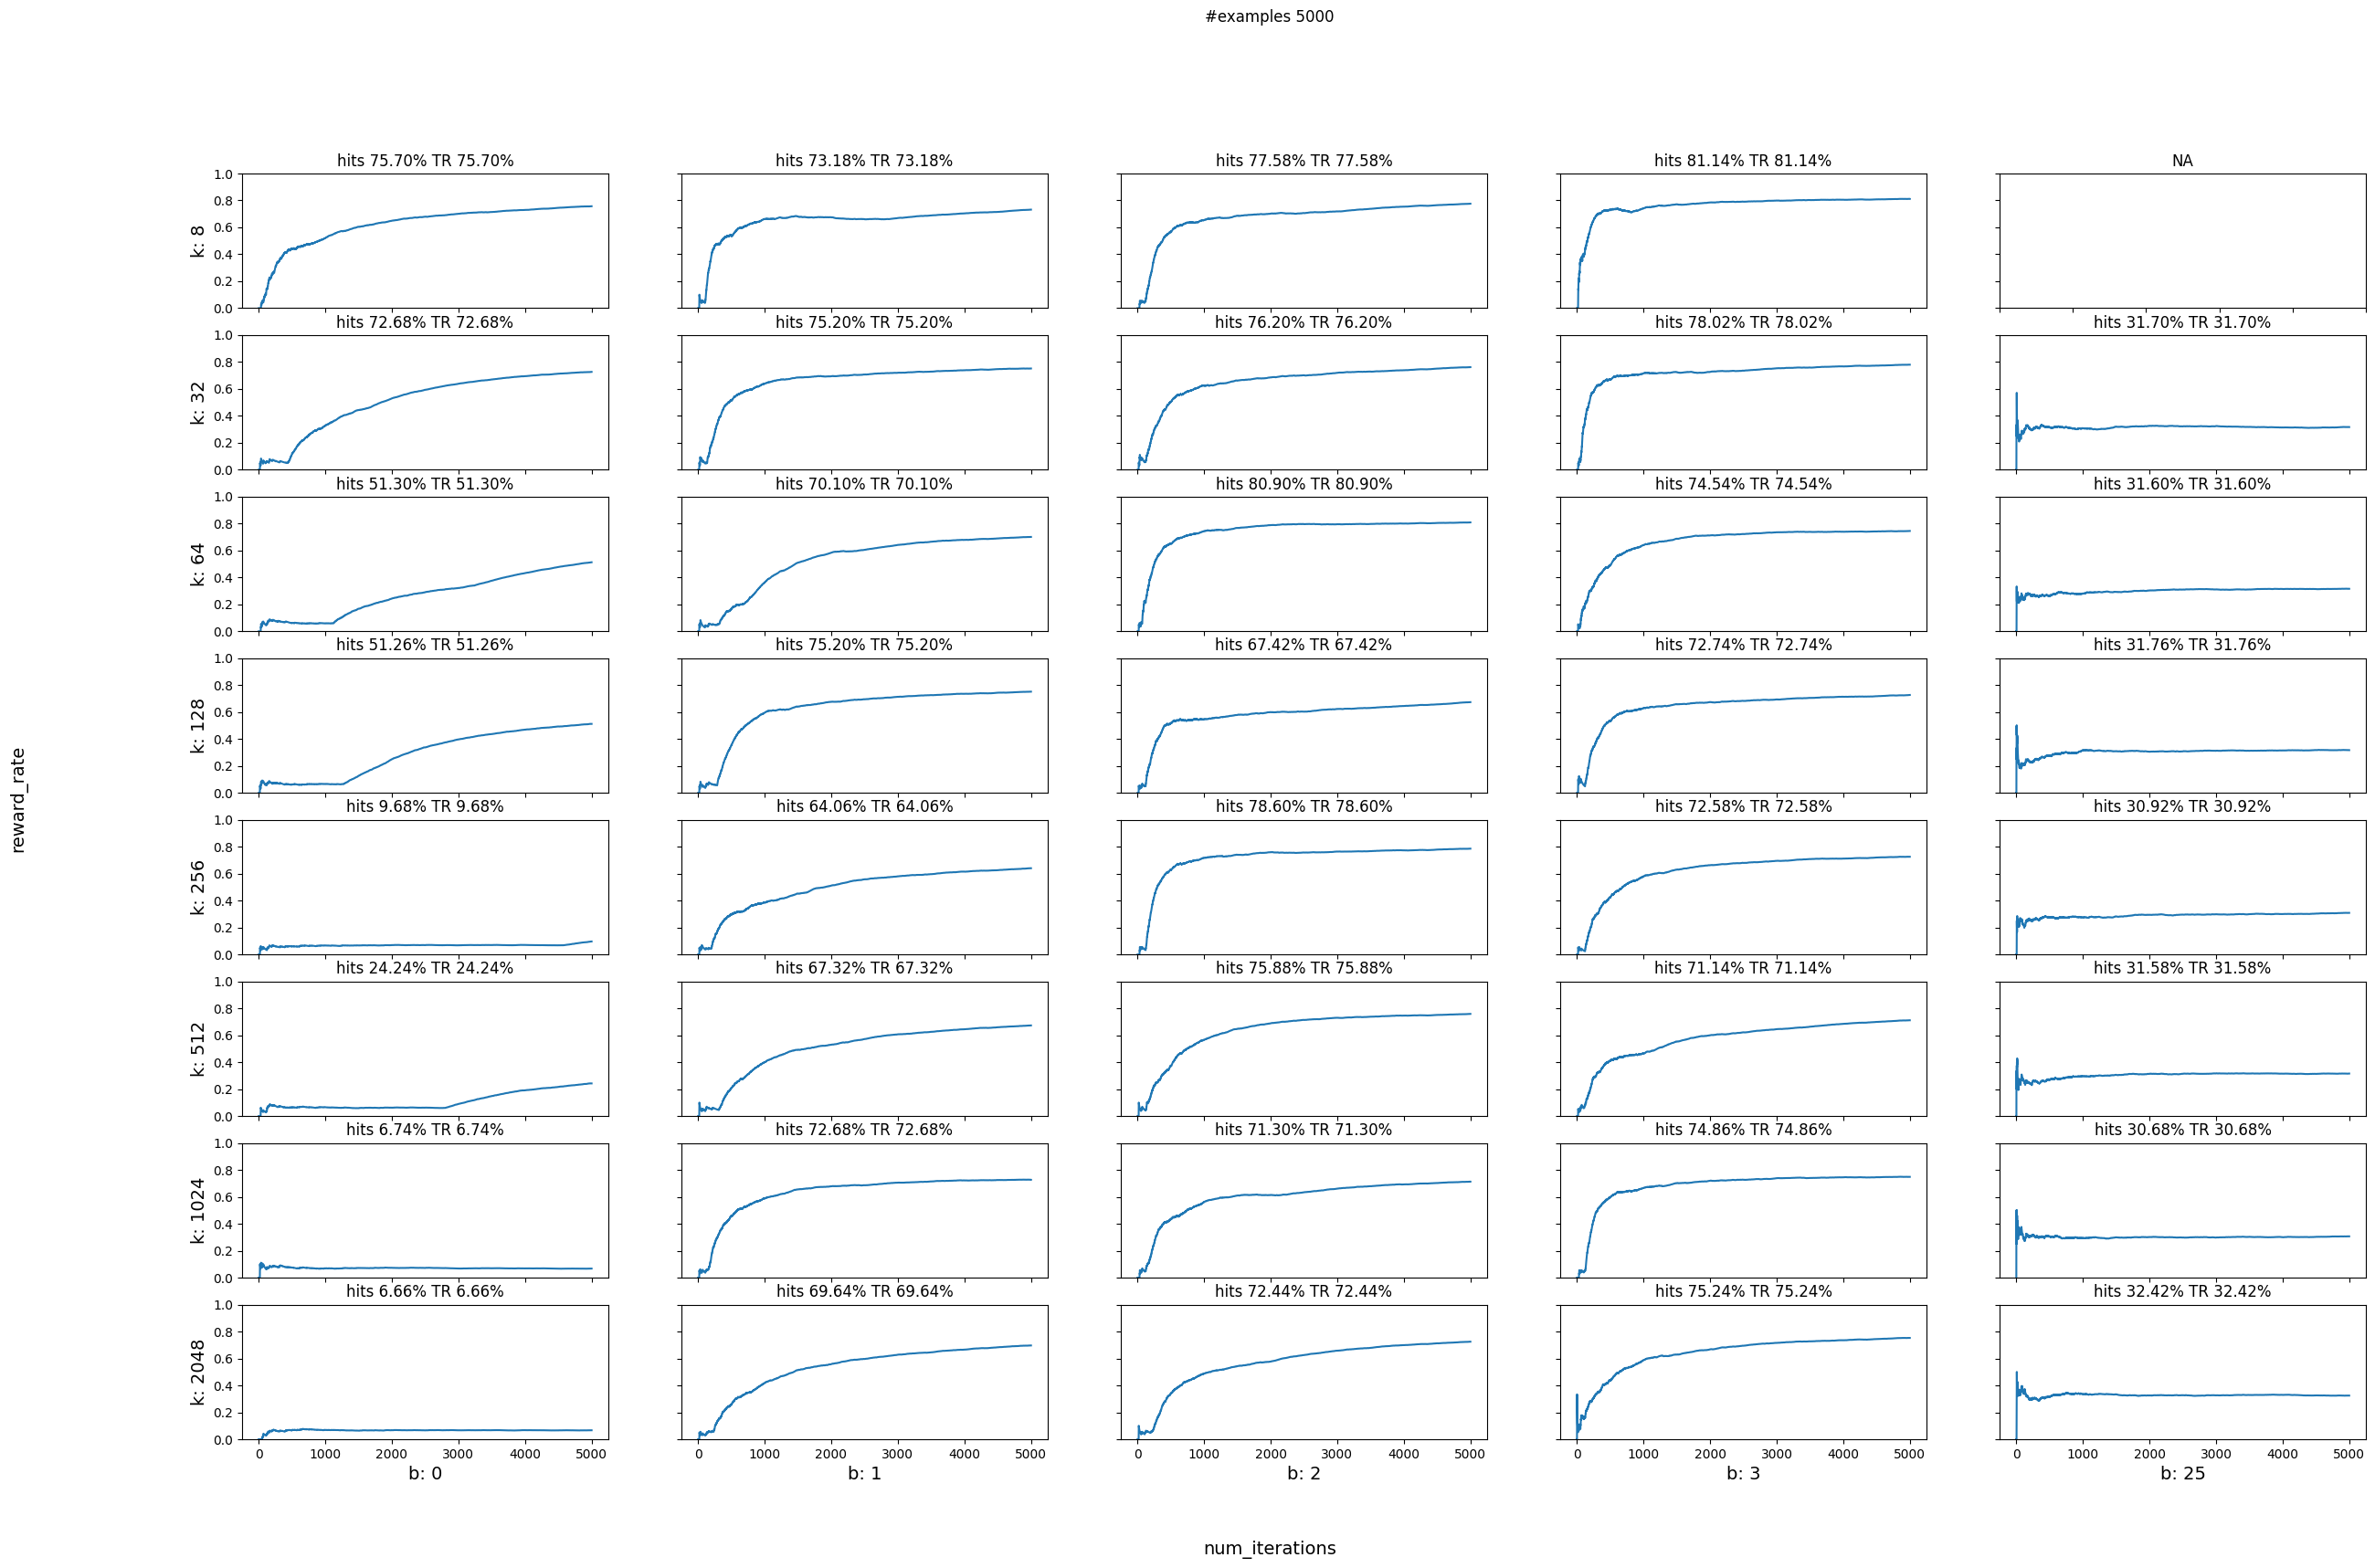 #examples 5000
hits 75.70% TR 75.70%
hits 73.18% TR 73.18%
hits 77.58% TR 77.58%
hits 81.14% TR 81.14%
NA
1.0
0.8
0.6
0.4
0.2
0.0
k: 8
hits 72.68% TR 72.68%
hits 75.20% TR 75.20%
hits 76.20% TR 76.20%
hits 78.02% TR 78.02%
hits 31.70% TR 31.70%
1.0
0.8
0.6
0.4
0.2
0.0
k: 32
hits 51.30% TR 51.30%
hits 70.10% TR 70.10%
hits 80.90% TR 80.90%
hits 74.54% TR 74.54%
hits 31.60% TR 31.60%
1.0
0.8
0.6
0.4
0.2
0.0
k: 64
hits 51.26% TR 51.26%
hits 75.20% TR 75.20%
hits 67.42% TR 67.42%
hits 72.74% TR 72.74%
hits 31.76% TR 31.76%
1.0
0.8
0.6
0.4
0.2
0.0
k: 128
reward_rate
hits 9.68% TR 9.68%
hits 64.06% TR 64.06%
hits 78.60% TR 78.60%
hits 72.58% TR 72.58%
hits 30.92% TR 30.92%
1.0
0.8
0.6
0.4
0.2
0.0
k: 256
hits 24.24% TR 24.24%
hits 67.32% TR 67.32%
hits 75.88% TR 75.88%
hits 71.14% TR 71.14%
hits 31.58% TR 31.58%
1.0
0.8
0.6
0.4
0.2
0.0
k: 512
hits 6.74% TR 6.74%
hits 72.68% TR 72.68%
hits 71.30% TR 71.30%
hits 74.86% TR 74.86%
hits 30.68% TR 30.68%
1.0
0.8
0.6
0.4
0.2
0.0
k: 1024
hits 6.66% TR 6.66%
hits 69.64% TR 69.64%
hits 72.44% TR 72.44%
hits 75.24% TR 75.24%
hits 32.42% TR 32.42%
1.0
0.8
0.6
0.4
0.2
0.0
k: 2048
0 1000 2000 3000 4000 5000
0 1000 2000 3000 4000 5000
0 1000 2000 3000 4000 5000
0 1000 2000 3000 4000 5000
0 1000 2000 3000 4000 5000
b: 0
b: 1
b: 2
b: 3
b: 25
num_iterations